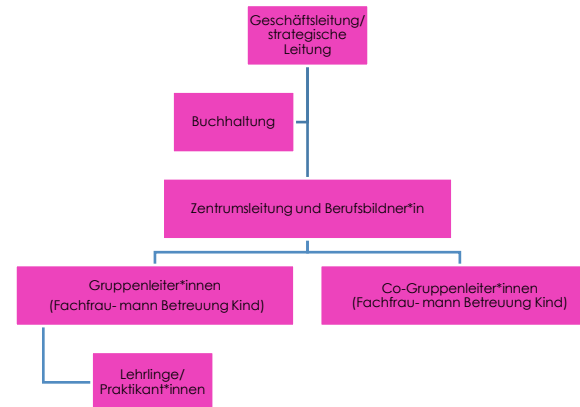 Geschäftsleitung/
strategische
Leitung
Buchhaltung
Zentrumsleitung und Berufsbildner*in
Gruppenleiter*innen
(Fachfrau- mann Betreuung Kind)
Co-Gruppenleiter*innen
(Fachfrau- mann Betreuung Kind)
Lehrlinge/
Praktikant*innen